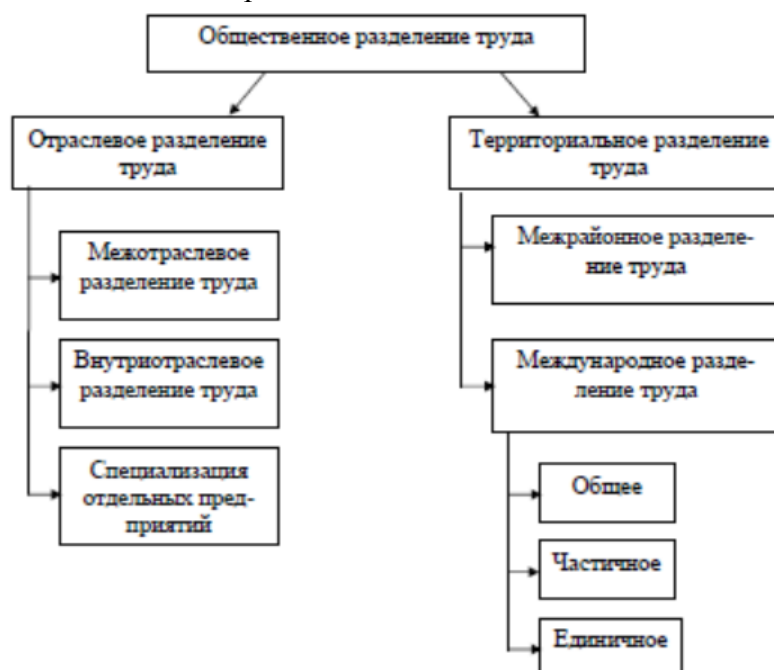 Общественное разделение труда
Отраслевое разделение
труда
Территориальное разделение
труда
Межотраслевое
разделение труда
Внутриотраслевое
разделение труда
Специализация
отдельных пред-
приятий
Межрайонное разделе-
ние труда
Международное разде-
ление труда
Общее
Частичное
Единичное